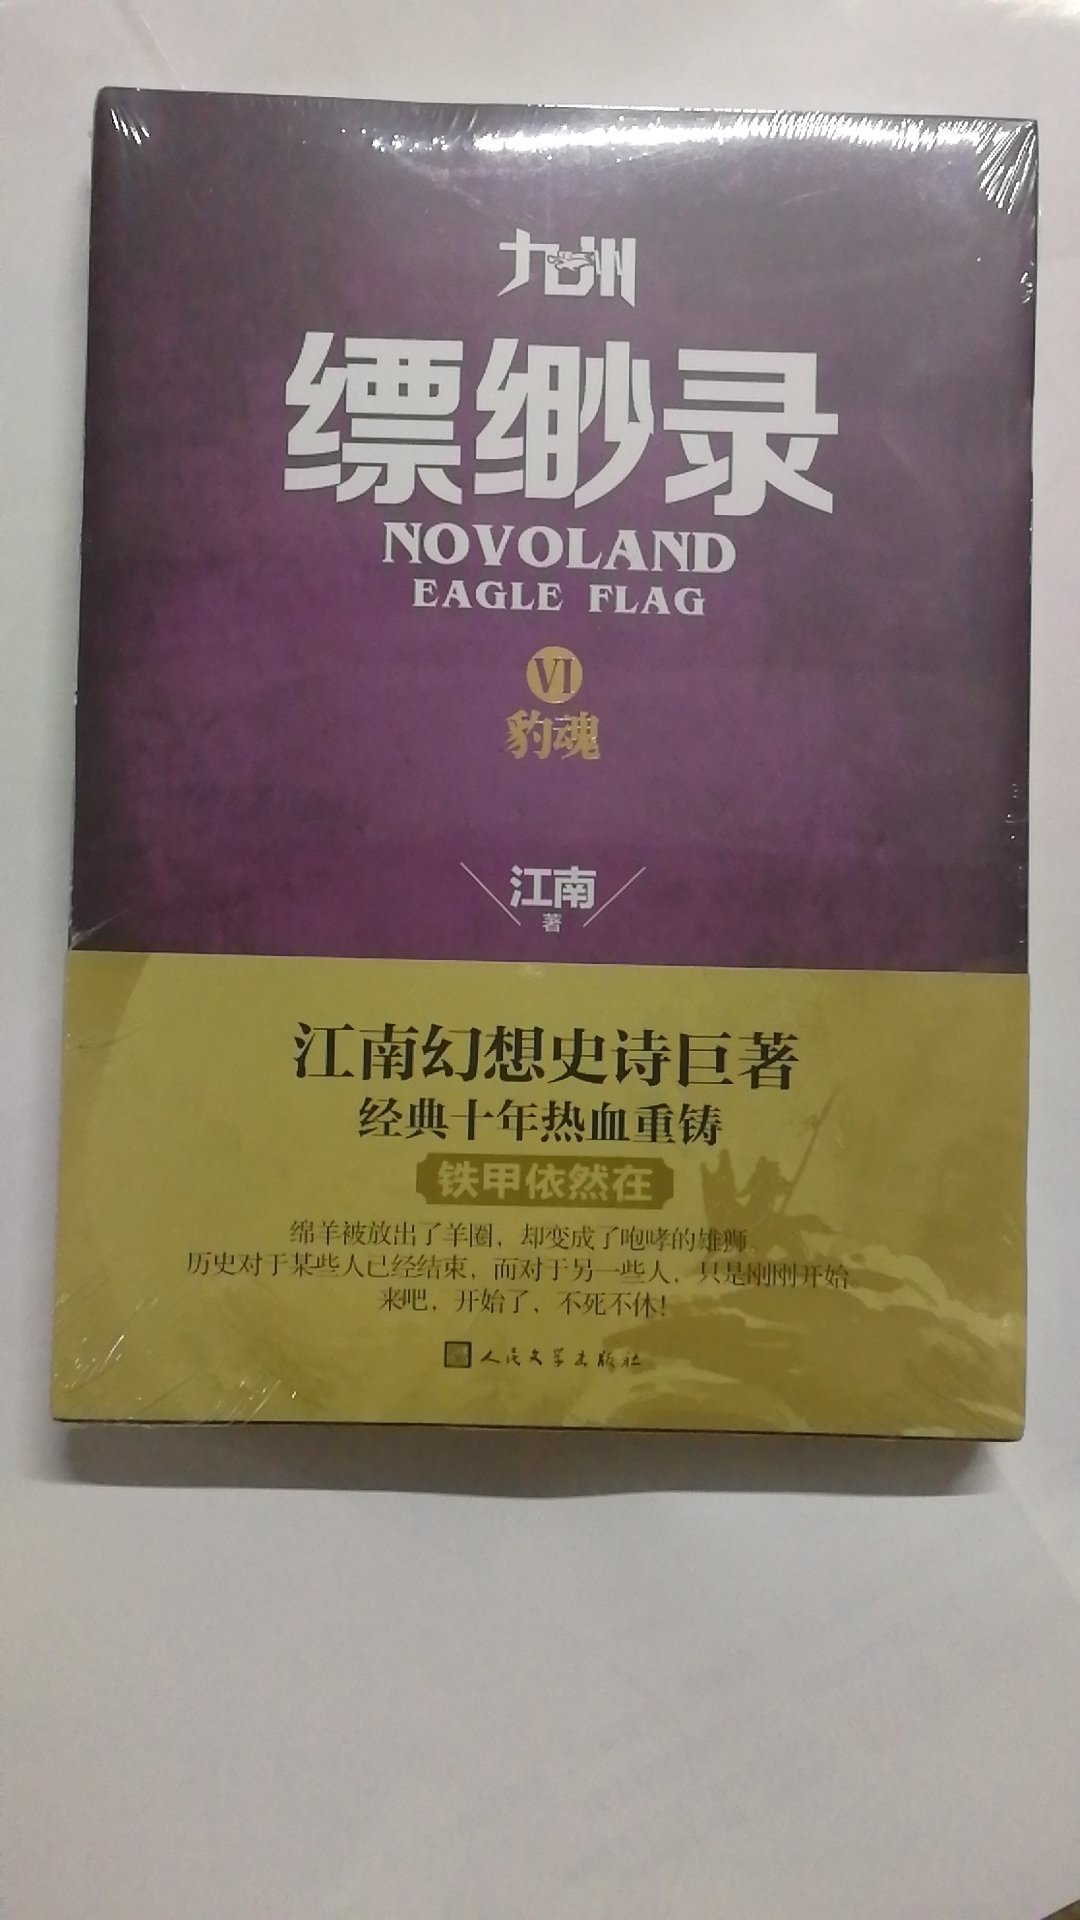 九州
缥缈录
NOVOLAND
EAGLE FLAG
VI
豹魂
江南
著
江南幻想史诗巨著
经典十年热血重铸
铁甲依然在
绵羊被放出了羊圈，却变成了咆哮的雄狮。
历史对于某些人已经结束，而对于另一些人，只是刚刚开始。
来吧，开始了，不死不休！
人民文学出版社